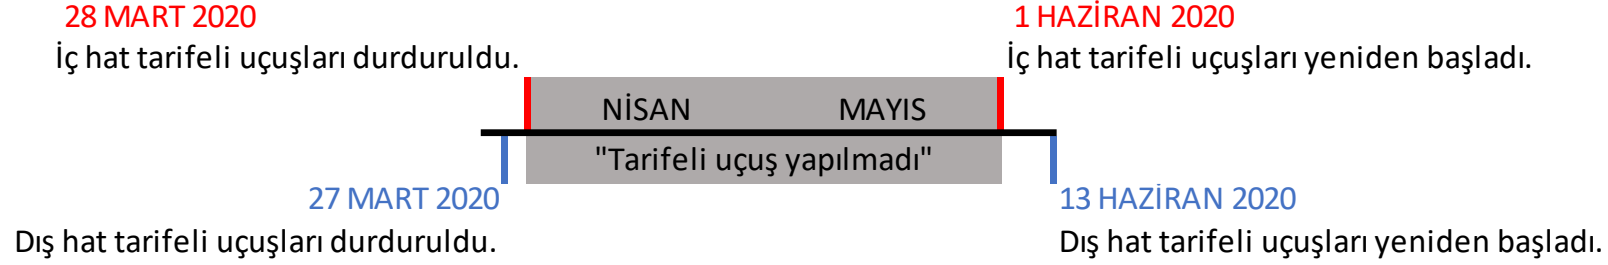 28 MART 2020
İç hat tarifeli uçuşları durduruldu.
1 HAZİRAN 2020
İç hat tarifeli uçuşları yeniden başladı.
NİSAN MAYIS
"Tarifeli uçuş yapılmadı"
27 MART 2020
Dış hat tarifeli uçuşları durduruldu.
13 HAZİRAN 2020
Dış hat tarifeli uçuşları yeniden başladı.